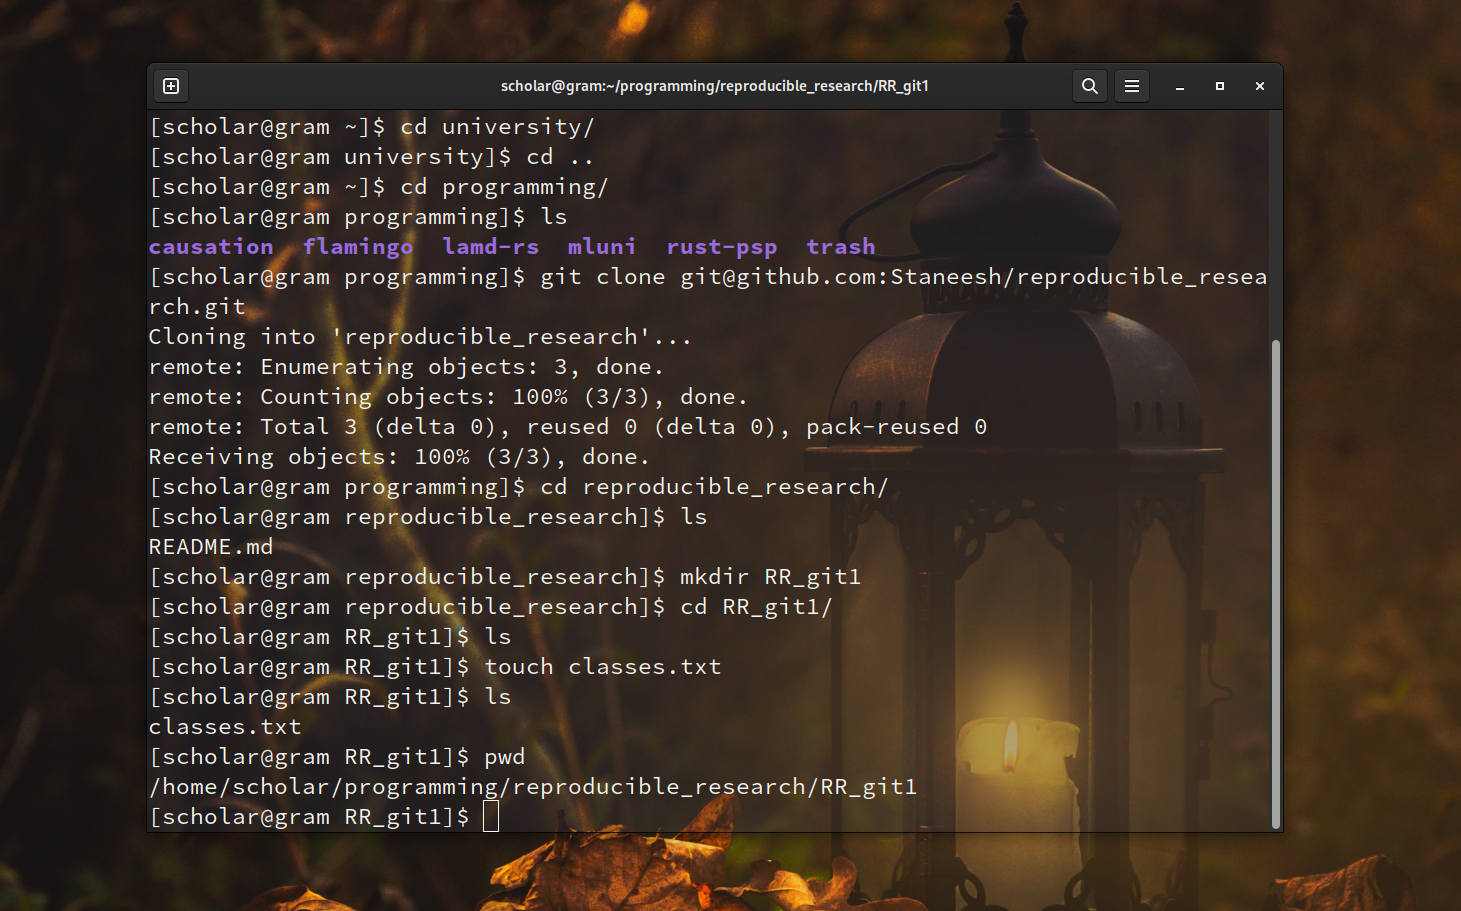 scholar@gram:~/programming/reproducible_research/RR_git1
[scholar@gram ~]$ cd university/
[scholar@gram university]$ cd ..
[scholar@gram ~]$ cd programming/
[scholar@gram programming]$ ls
causation  flamingo  lamd-rs  mluni  rust-psp  trash
[scholar@gram programming]$ git clone git@github.com:Staneesh/reproducible_resea
rch.git
Cloning into 'reproducible_research'...
remote: Enumerating objects: 3, done.
remote: Counting objects: 100% (3/3), done.
remote: Total 3 (delta 0), reused 0 (delta 0), pack-reused 0
Receiving objects: 100% (3/3), done.
[scholar@gram programming]$ cd reproducible_research/
[scholar@gram reproducible_research]$ ls
README.md
[scholar@gram reproducible_research]$ mkdir RR_git1
[scholar@gram reproducible_research]$ cd RR_git1/
[scholar@gram RR_git1]$ ls
[scholar@gram RR_git1]$ touch classes.txt
[scholar@gram RR_git1]$ ls
classes.txt
[scholar@gram RR_git1]$ pwd
/home/scholar/programming/reproducible_research/RR_git1
[scholar@gram RR_git1]$